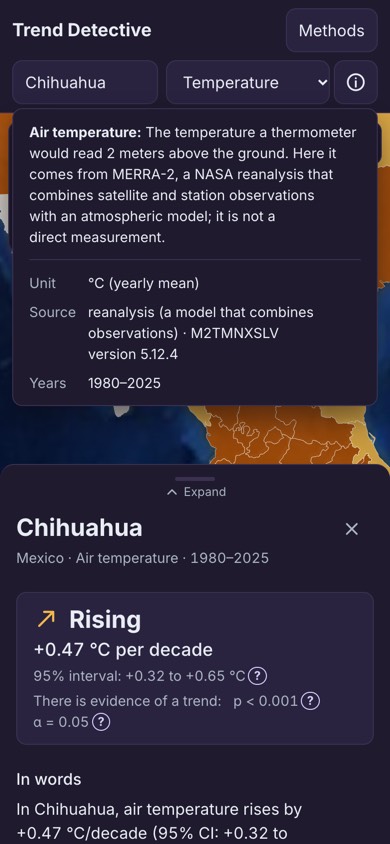 Trend Detective
Methods
Chihuahua
Temperature
Air temperature: The temperature a thermometer
would read 2 meters above the ground. Here it
comes from MERRA-2, a NASA reanalysis that
combines satellite and station observations
with an atmospheric model; it is not a
direct measurement.
Unit °C (yearly mean)
Source reanalysis (a model that combines
observations) · M2TMNXSLV
version 5.12.4
Years 1980–2025
Expand
Chihuahua
Mexico · Air temperature · 1980–2025
Rising
+0.47 °C per decade
95% interval: +0.32 to +0.65 °C ?
There is evidence of a trend: p < 0.001 ?
α = 0.05 ?
In words
In Chihuahua, air temperature rises by
+0.47 °C/decade (95% CI: +0.32 to